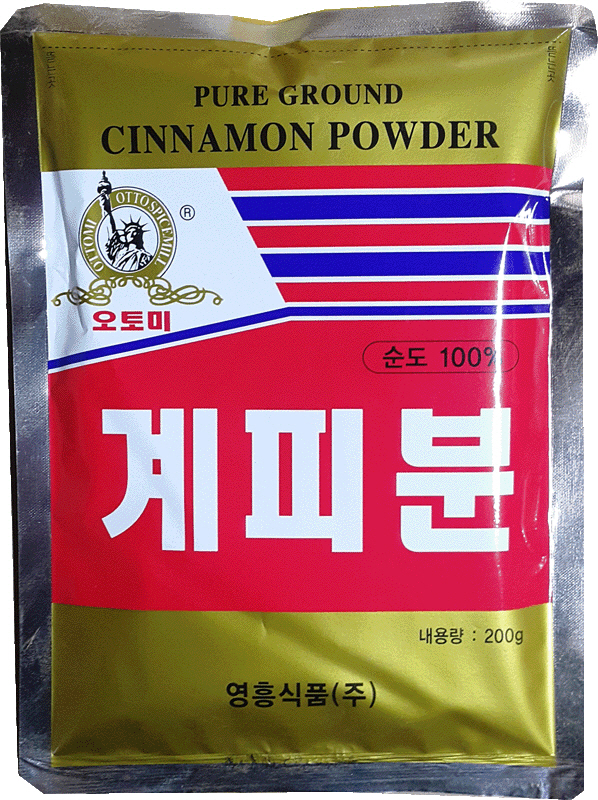 PURE GROUND
CINNAMON POWDER
OTTOMI OTTOSPICEMILL
®
오토미
순도 100%
계피분
내용량 : 200g
영흥식품(주)